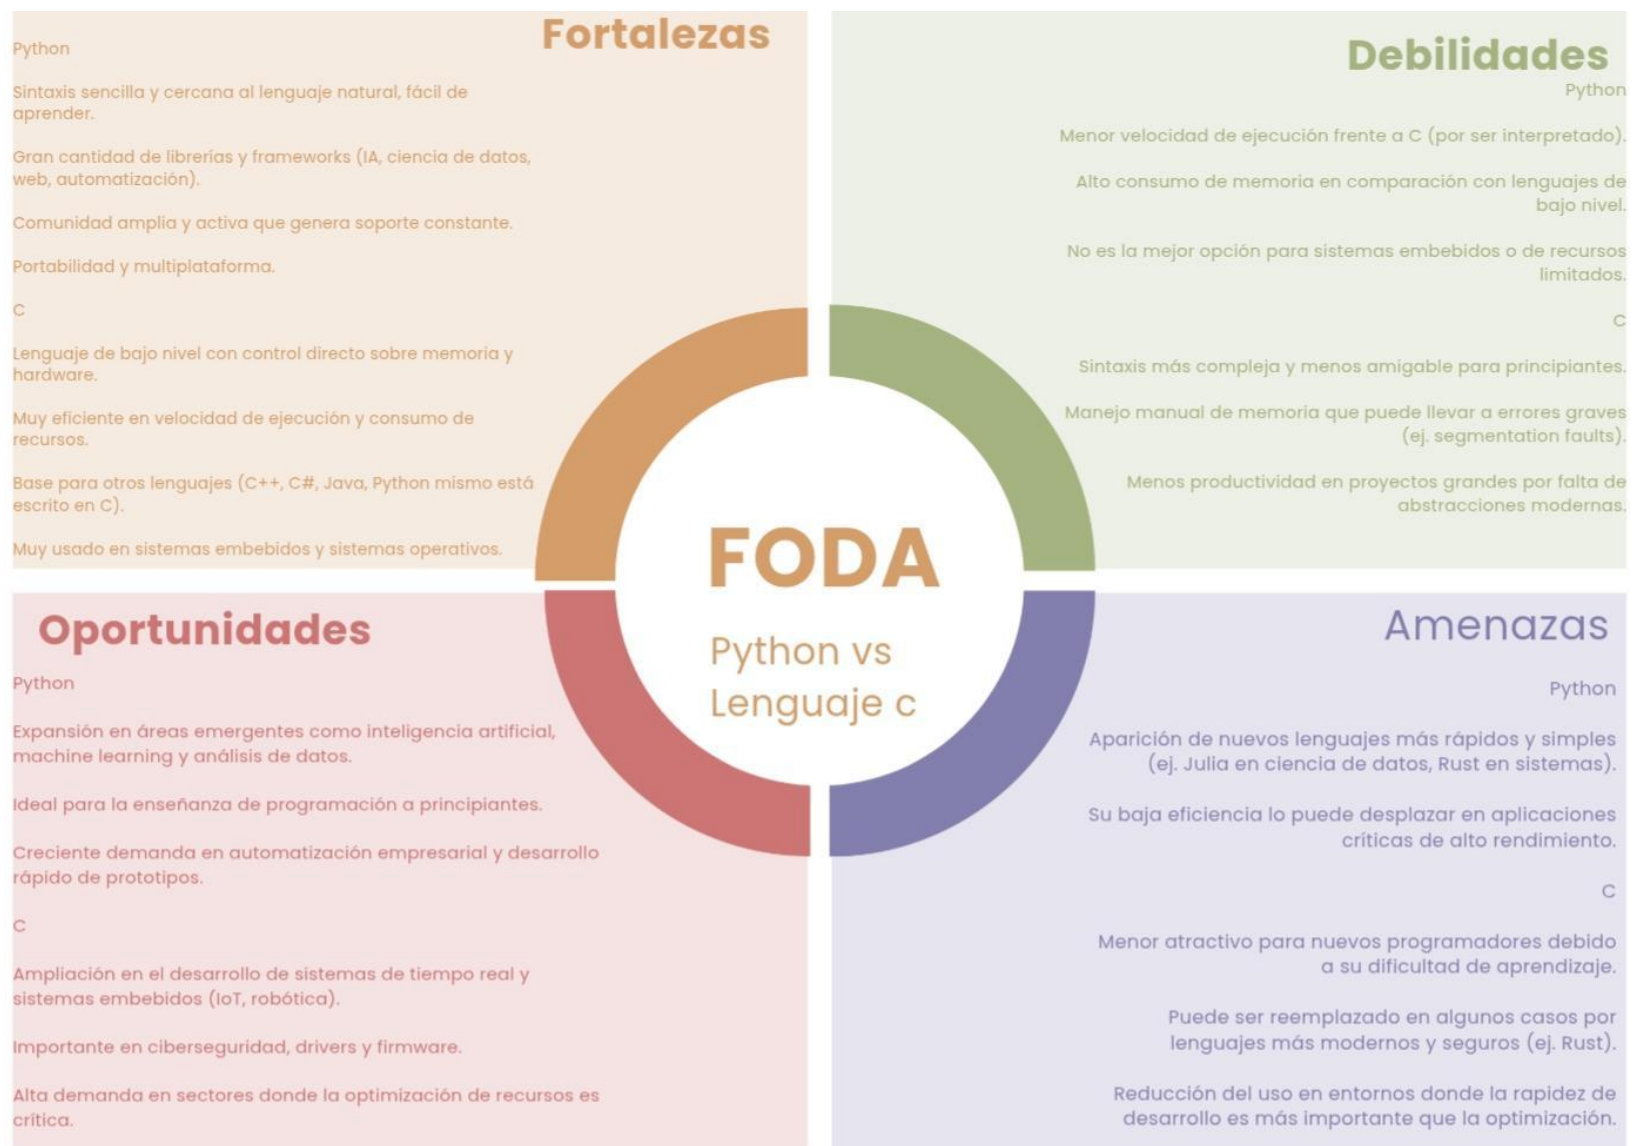 Fortalezas
Python
Sintaxis sencilla y cercana al lenguaje natural, fácil de
aprender.
Gran cantidad de librerías y frameworks (IA, ciencia de datos,
web, automatización).
Comunidad amplia y activa que genera soporte constante.
Portabilidad y multiplataforma.
C
Lenguaje de bajo nivel con control directo sobre memoria y
hardware.
Muy eficiente en velocidad de ejecución y consumo de
recursos.
Base para otros lenguajes (C++, C#, Java, Python mismo está
escrito en C).
Muy usado en sistemas embebidos y sistemas operativos.
Debilidades
Python
Menor velocidad de ejecución frente a C (por ser interpretado).
Alto consumo de memoria en comparación con lenguajes de
bajo nivel.
No es la mejor opción para sistemas embebidos o de recursos
limitados.
C
Sintaxis más compleja y menos amigable para principiantes.
Manejo manual de memoria que puede llevar a errores graves
(ej. segmentation faults).
Menos productividad en proyectos grandes por falta de
abstracciones modernas.
FODA
Python vs
Lenguaje c
Oportunidades
Python
Expansión en áreas emergentes como inteligencia artificial,
machine learning y análisis de datos.
Ideal para la enseñanza de programación a principiantes.
Creciente demanda en automatización empresarial y desarrollo
rápido de prototipos.
C
Ampliación en el desarrollo de sistemas de tiempo real y
sistemas embebidos (IoT, robótica).
Importante en ciberseguridad, drivers y firmware.
Alta demanda en sectores donde la optimización de recursos es
crítica.
Amenazas
Python
Aparición de nuevos lenguajes más rápidos y simples
(ej. Julia en ciencia de datos, Rust en sistemas).
Su baja eficiencia lo puede desplazar en aplicaciones
críticas de alto rendimiento.
C
Menor atractivo para nuevos programadores debido
a su dificultad de aprendizaje.
Puede ser reemplazado en algunos casos por
lenguajes más modernos y seguros (ej. Rust).
Reducción del uso en entornos donde la rapidez de
desarrollo es más importante que la optimización.